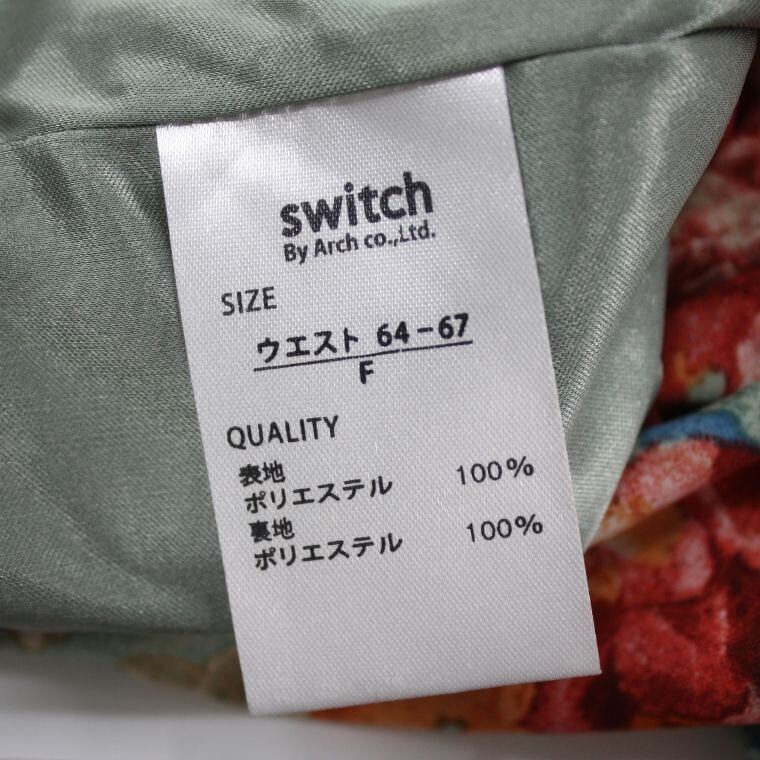 switch
By Arch co.,Ltd.
SIZE
ウエスト 64－67
F
QUALITY
表地
ポリエステル 100%
裏地
ポリエステル 100%